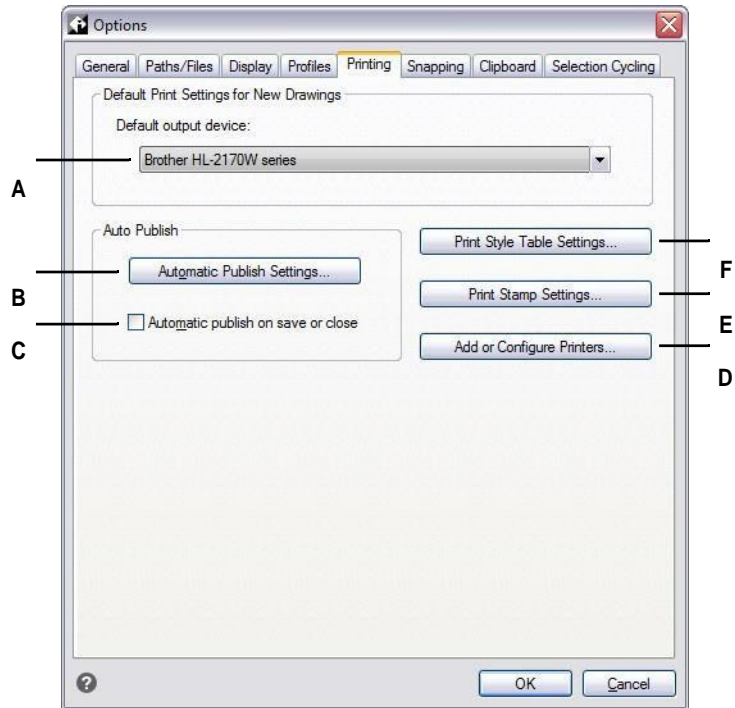 Options
General Paths/Files Display Profiles Printing Snapping Clipboard Selection Cycling
Default Print Settings for New Drawings
Default output device:
Brother HL-2170W series
A
Auto Publish
Print Style Table Settings...
F
Automatic Publish Settings...
B
Print Stamp Settings...
E
Automatic publish on save or close
C
Add or Configure Printers...
D
?
OK Cancel